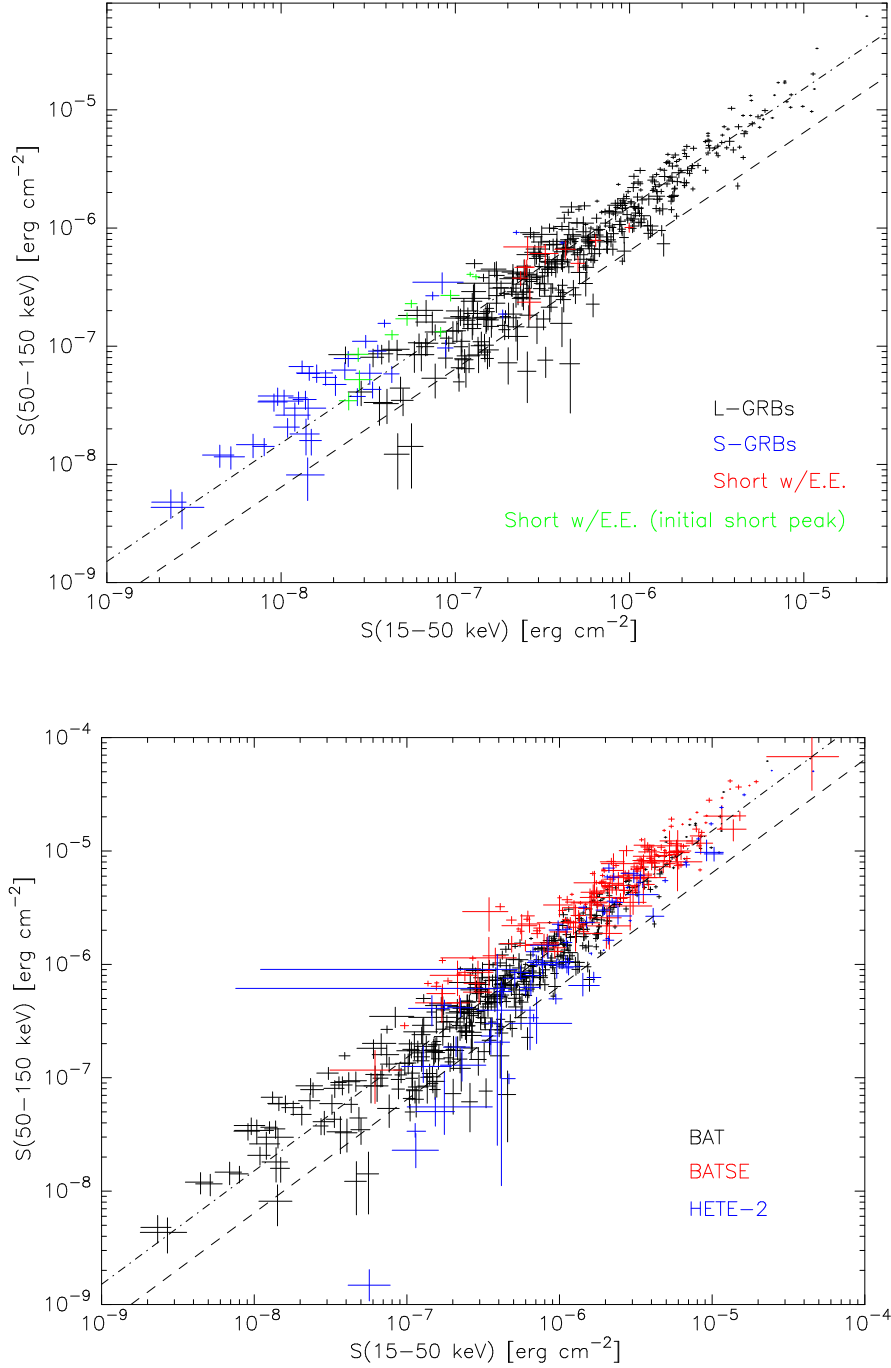 10⁻⁵
10⁻⁶
10⁻⁷
10⁻⁸
10⁻⁹
S(50−150 keV) [erg cm⁻²]
L−GRBs
S−GRBs
Short w/E.E.
Short w/E.E. (initial short peak)
10⁻⁹ 10⁻⁸ 10⁻⁷ 10⁻⁶ 10⁻⁵
S(15−50 keV) [erg cm⁻²]
10⁻⁴
10⁻⁵
10⁻⁶
10⁻⁷
10⁻⁸
10⁻⁹
S(50−150 keV) [erg cm⁻²]
BAT
BATSE
HETE−2
10⁻⁹ 10⁻⁸ 10⁻⁷ 10⁻⁶ 10⁻⁵ 10⁻⁴
S(15−50 keV) [erg cm⁻²]